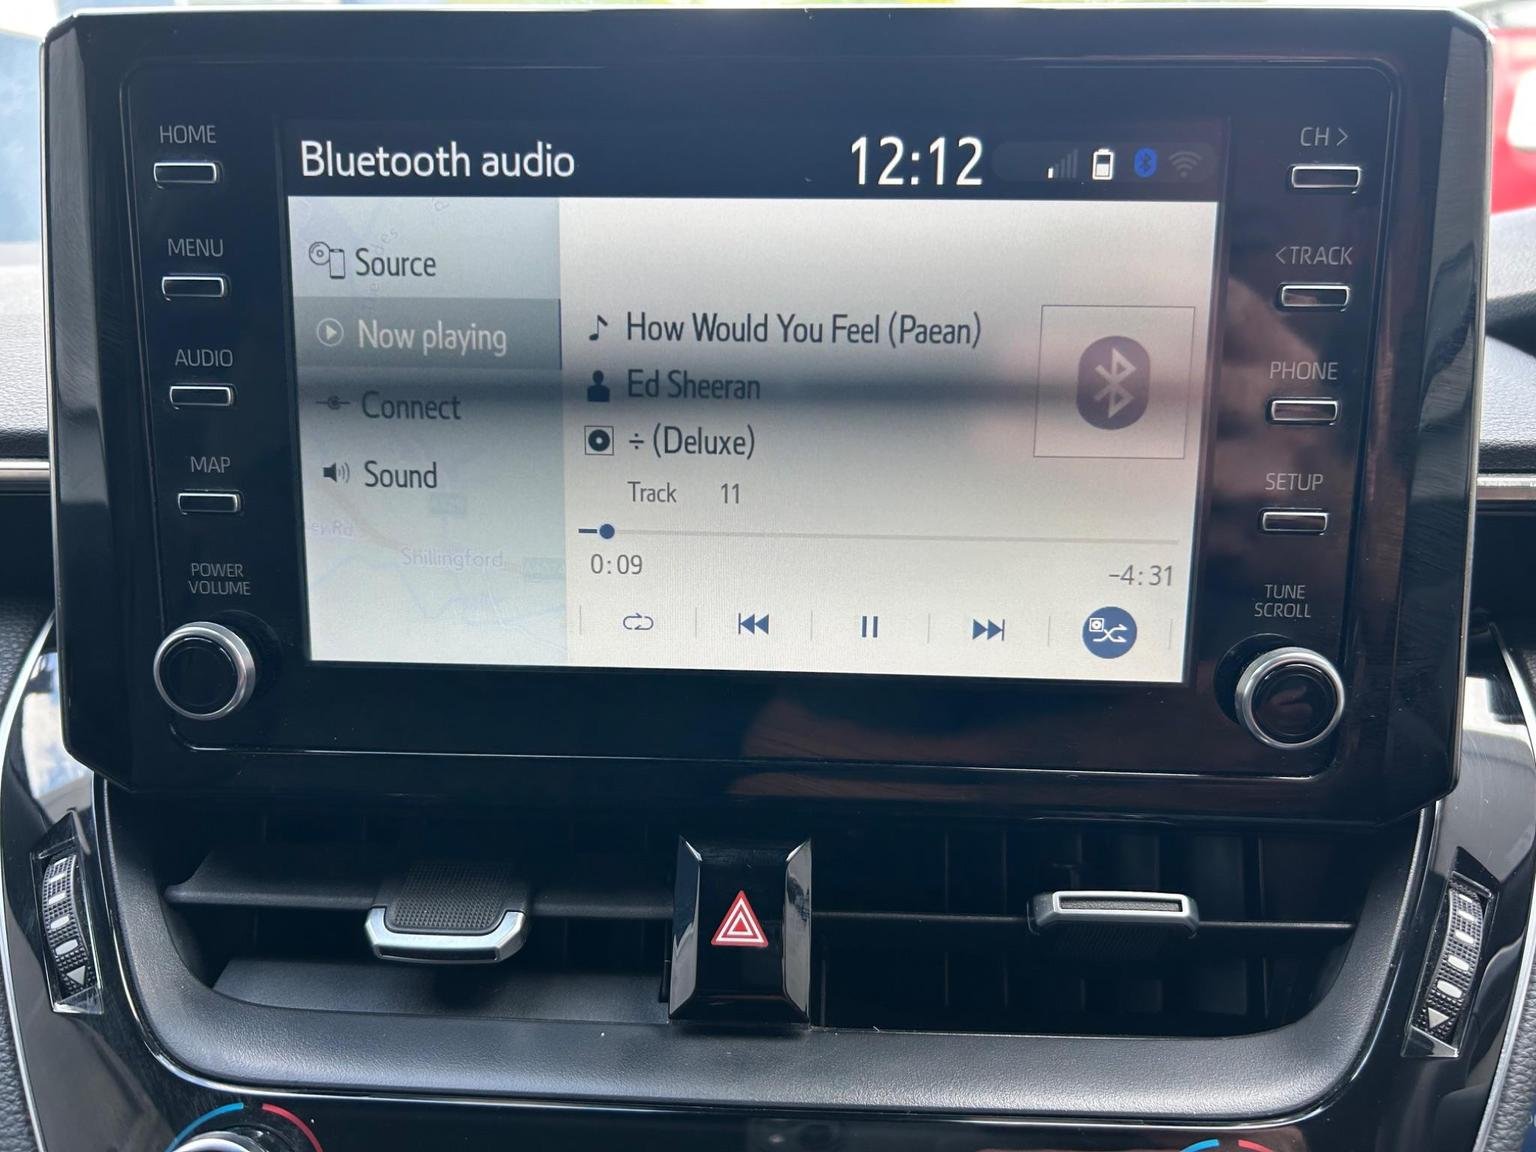 HOME
MENU
AUDIO
MAP
POWER
VOLUME
Bluetooth audio
12:12
Source
Now playing
Connect
Sound
Shillingford
How Would You Feel (Paean)
Ed Sheeran
÷ (Deluxe)
Track 11
0:09
-4:31
CH >
< TRACK
PHONE
SETUP
TUNE
SCROLL